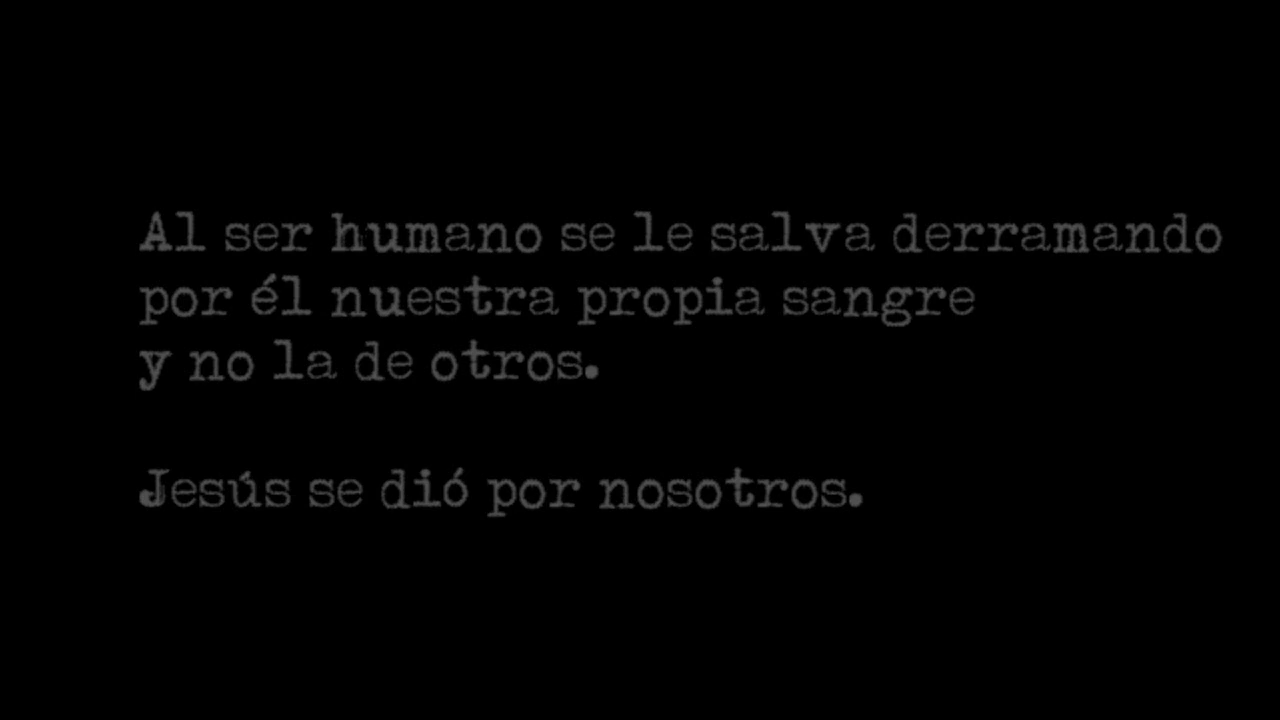 Al ser humano se le salva derramando
por él nuestra propia sangre
y no la de otros.
Jesús se dió por nosotros.